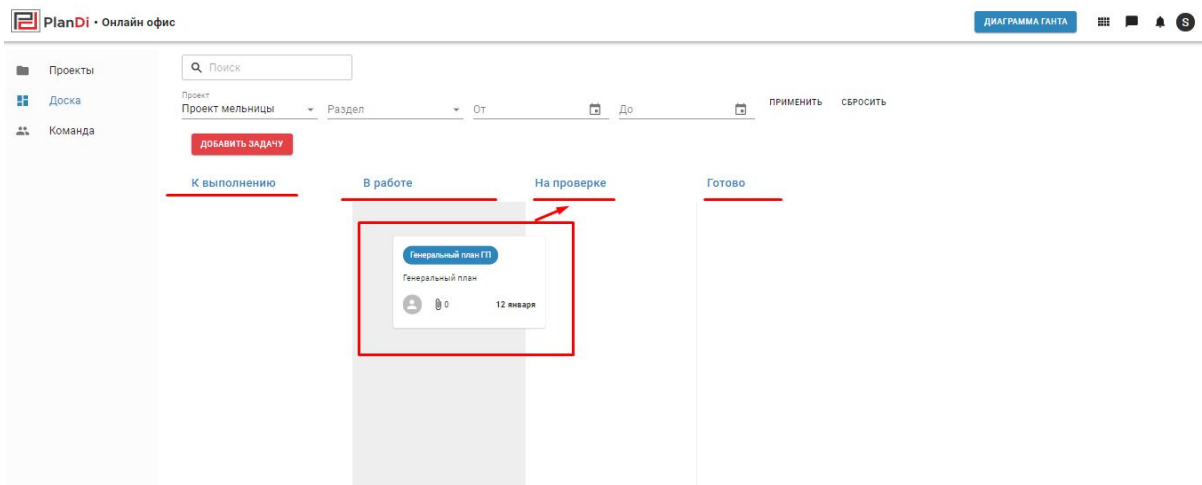 PlanDi • Онлайн офис
ДИАГРАММА ГАНТА
S
Проекты
Доска
Команда
Поиск
Проект
Проект мельницы
Раздел
От
До
ПРИМЕНИТЬ
СБРОСИТЬ
ДОБАВИТЬ ЗАДАЧУ
К выполнению
В работе
На проверке
Готово
Генеральный план ГП
Генеральный план
0
12 января